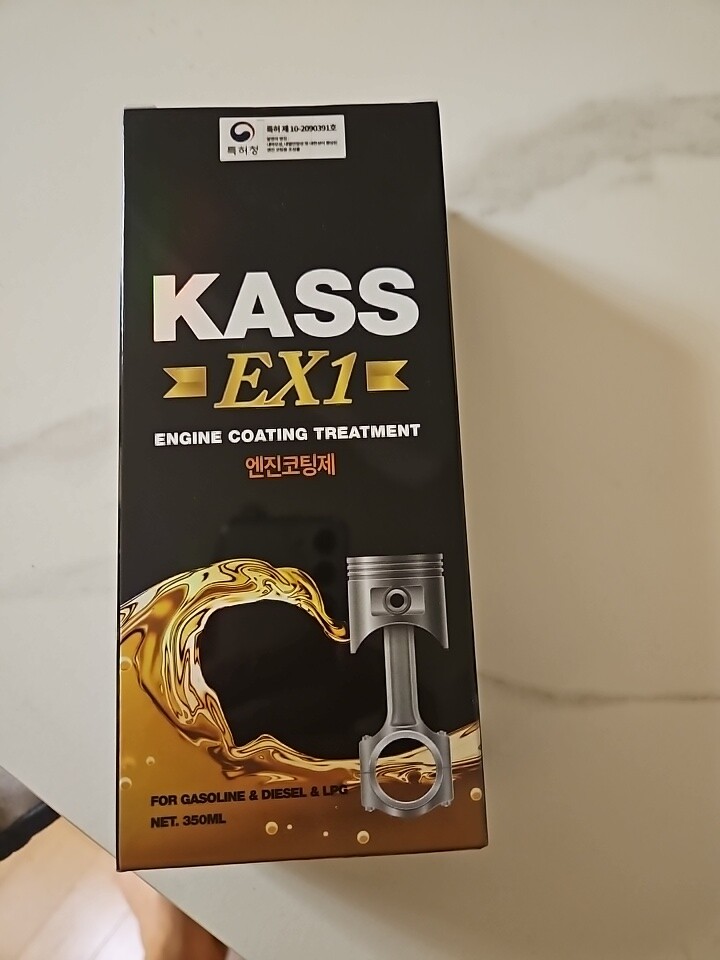 특허청
특허 제 10-2090391호
KASS
EX1
ENGINE COATING TREATMENT
엔진코팅제
FOR GASOLINE & DIESEL & LPG
NET. 350ML